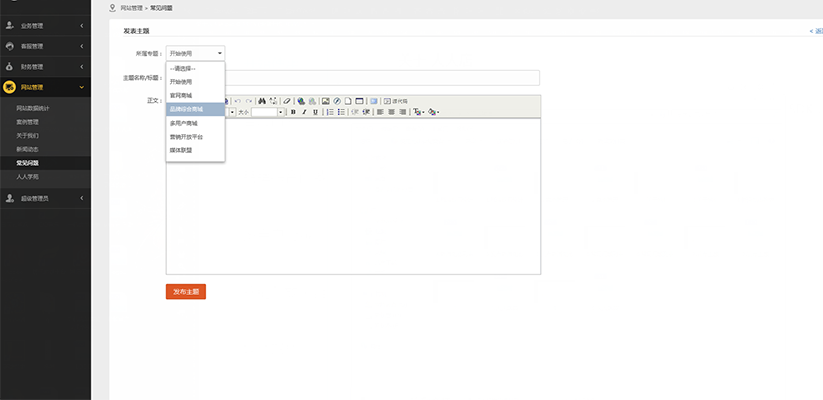 网站管理 > 常见问题
业务管理
客服管理
财务管理
网站管理
网站数据统计
案例管理
关于我们
新闻动态
常见问题
人人学苑
超级管理员
发表主题
所属专题： 开始使用
--请选择--
开始使用
官网商城
品牌综合商城
多用户商城
营销开放平台
媒体联盟
主题名称/标题：
正文：
源代码
大小
B I U
发布主题